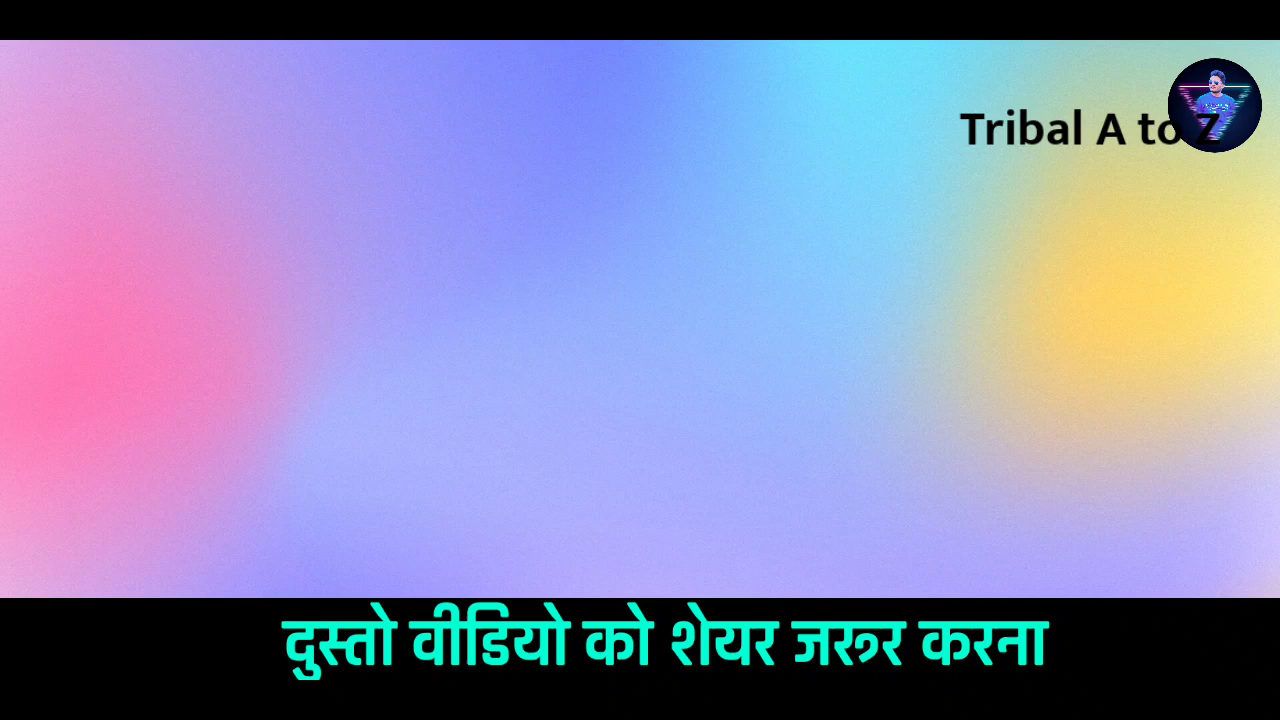 Tribal A to Z
दुस्तो वीडियो को शेयर जरूर करना